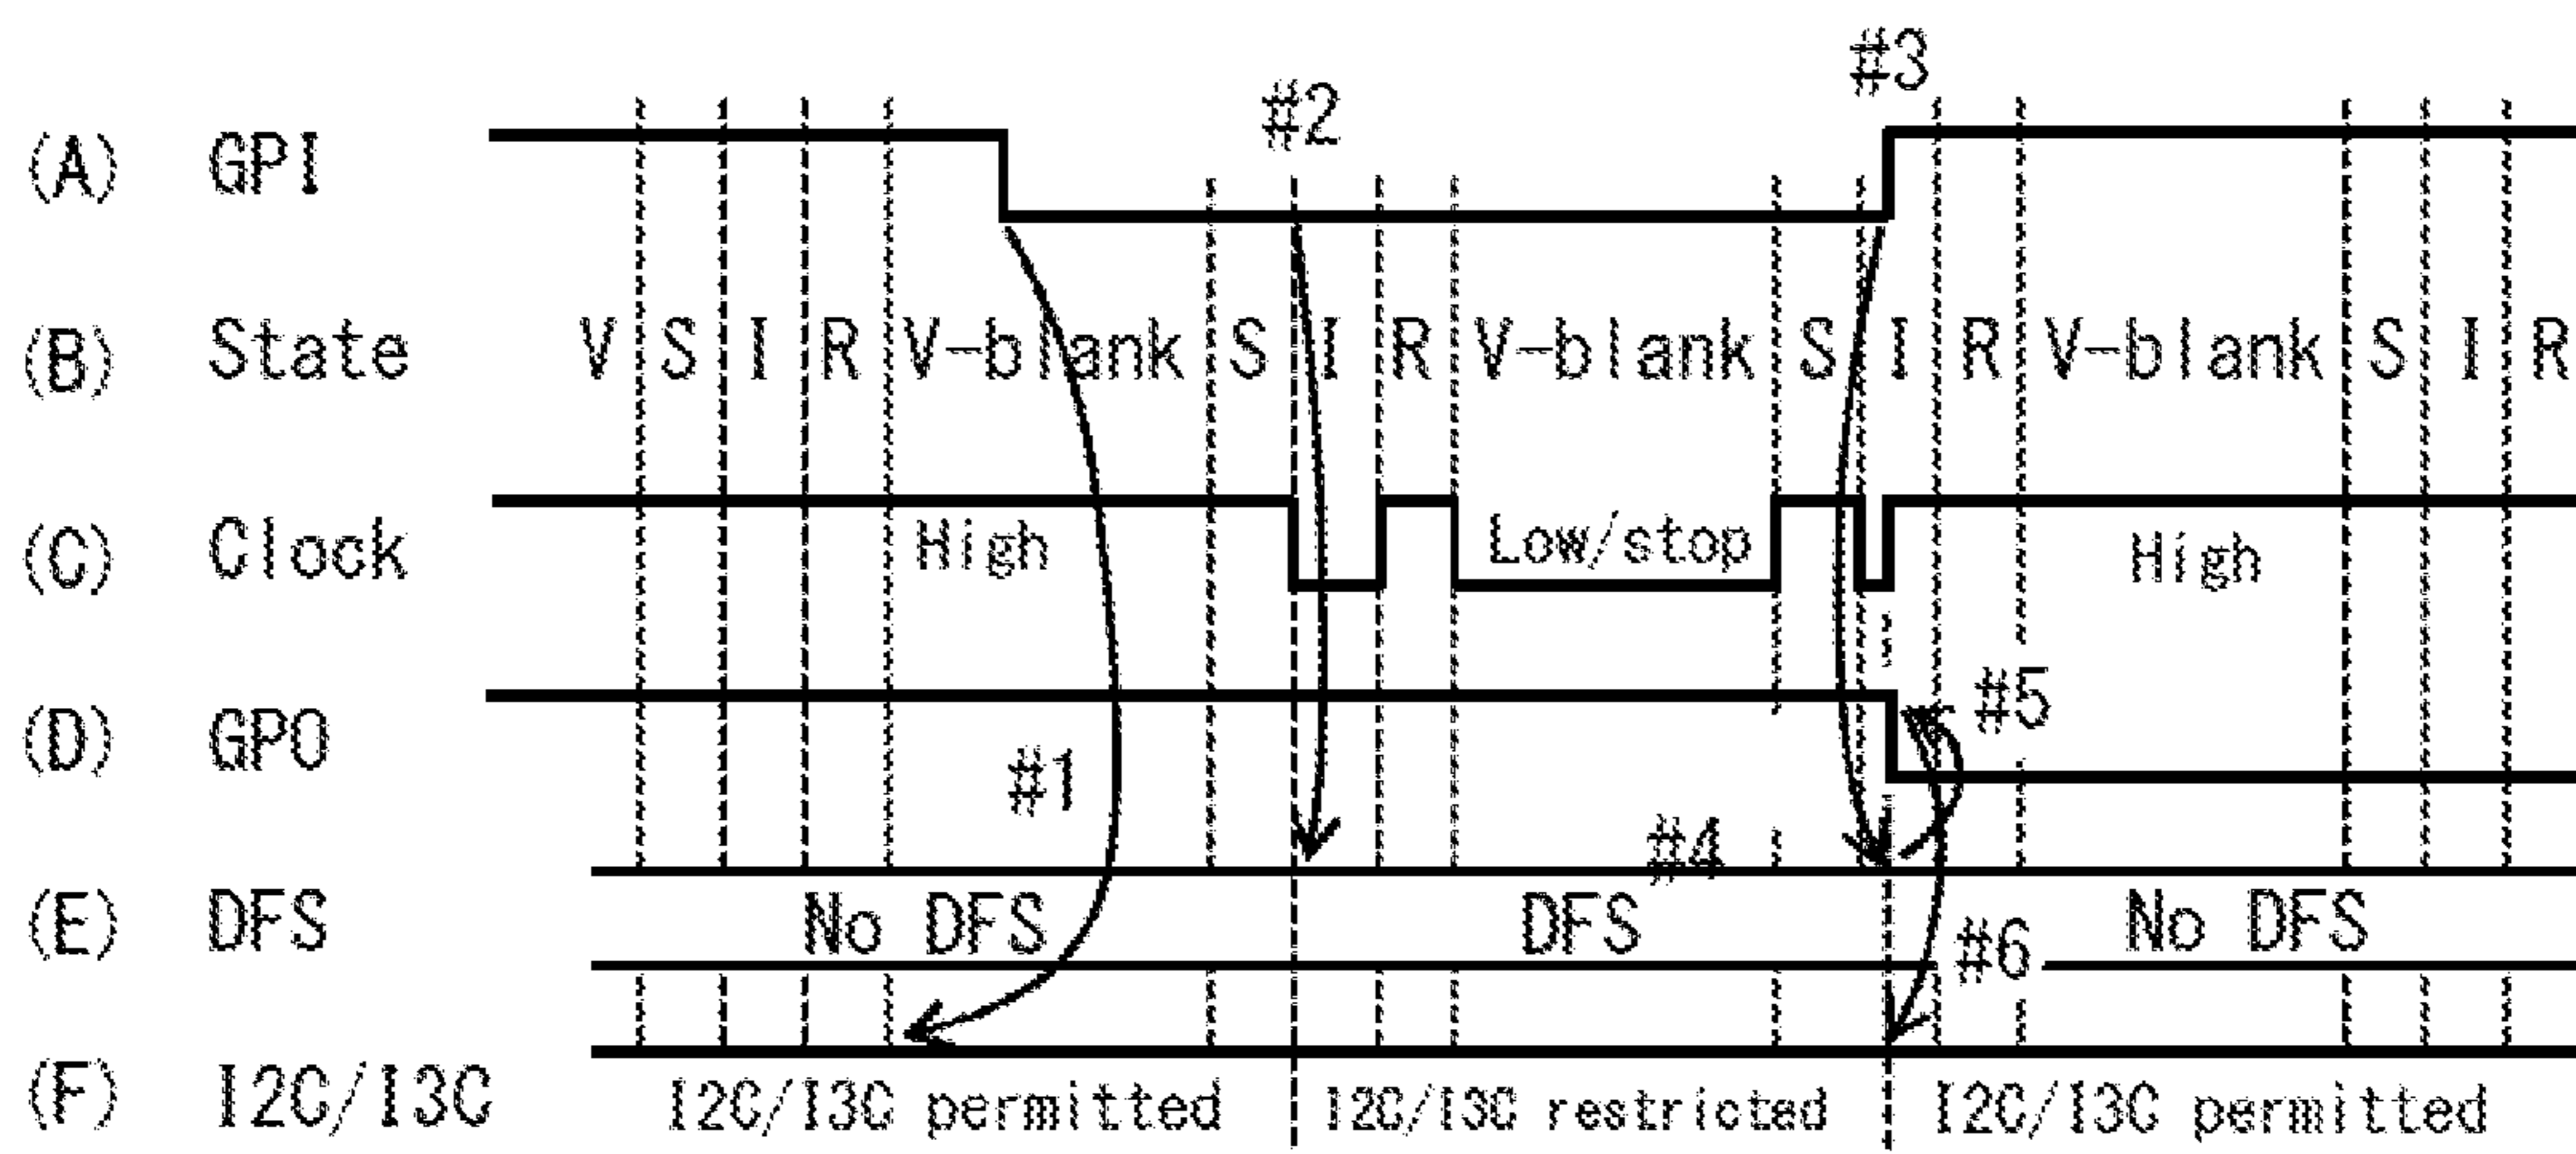 #3
#2
(A) GPI
(B) State V S I R V-blank S I R V-blank S I R V-blank S I R
(C) Clock High Low/stop High
(D) GPO #5
#1
#4
(E) DFS No DFS DFS No DFS
#6
(F) I2C/I3C I2C/I3C permitted I2C/I3C restricted I2C/I3C permitted